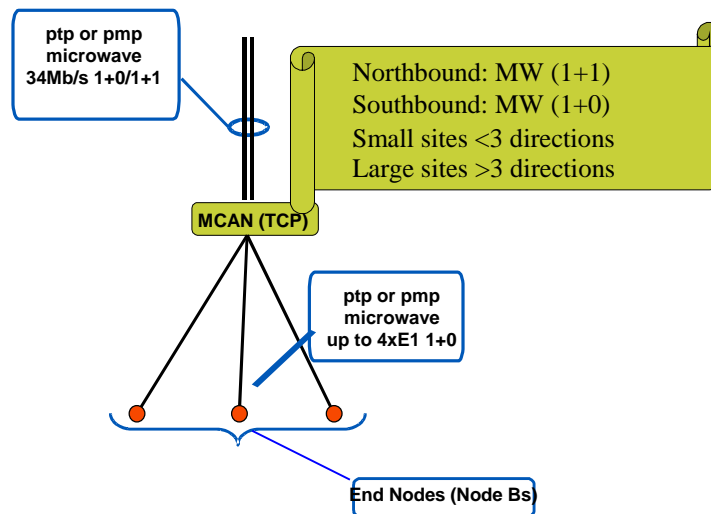 ptp or pmp
microwave
34Mb/s 1+0/1+1
Northbound: MW (1+1)
Southbound: MW (1+0)
Small sites <3 directions
Large sites >3 directions
MCAN (TCP)
ptp or pmp
microwave
up to 4xE1 1+0
End Nodes (Node Bs)